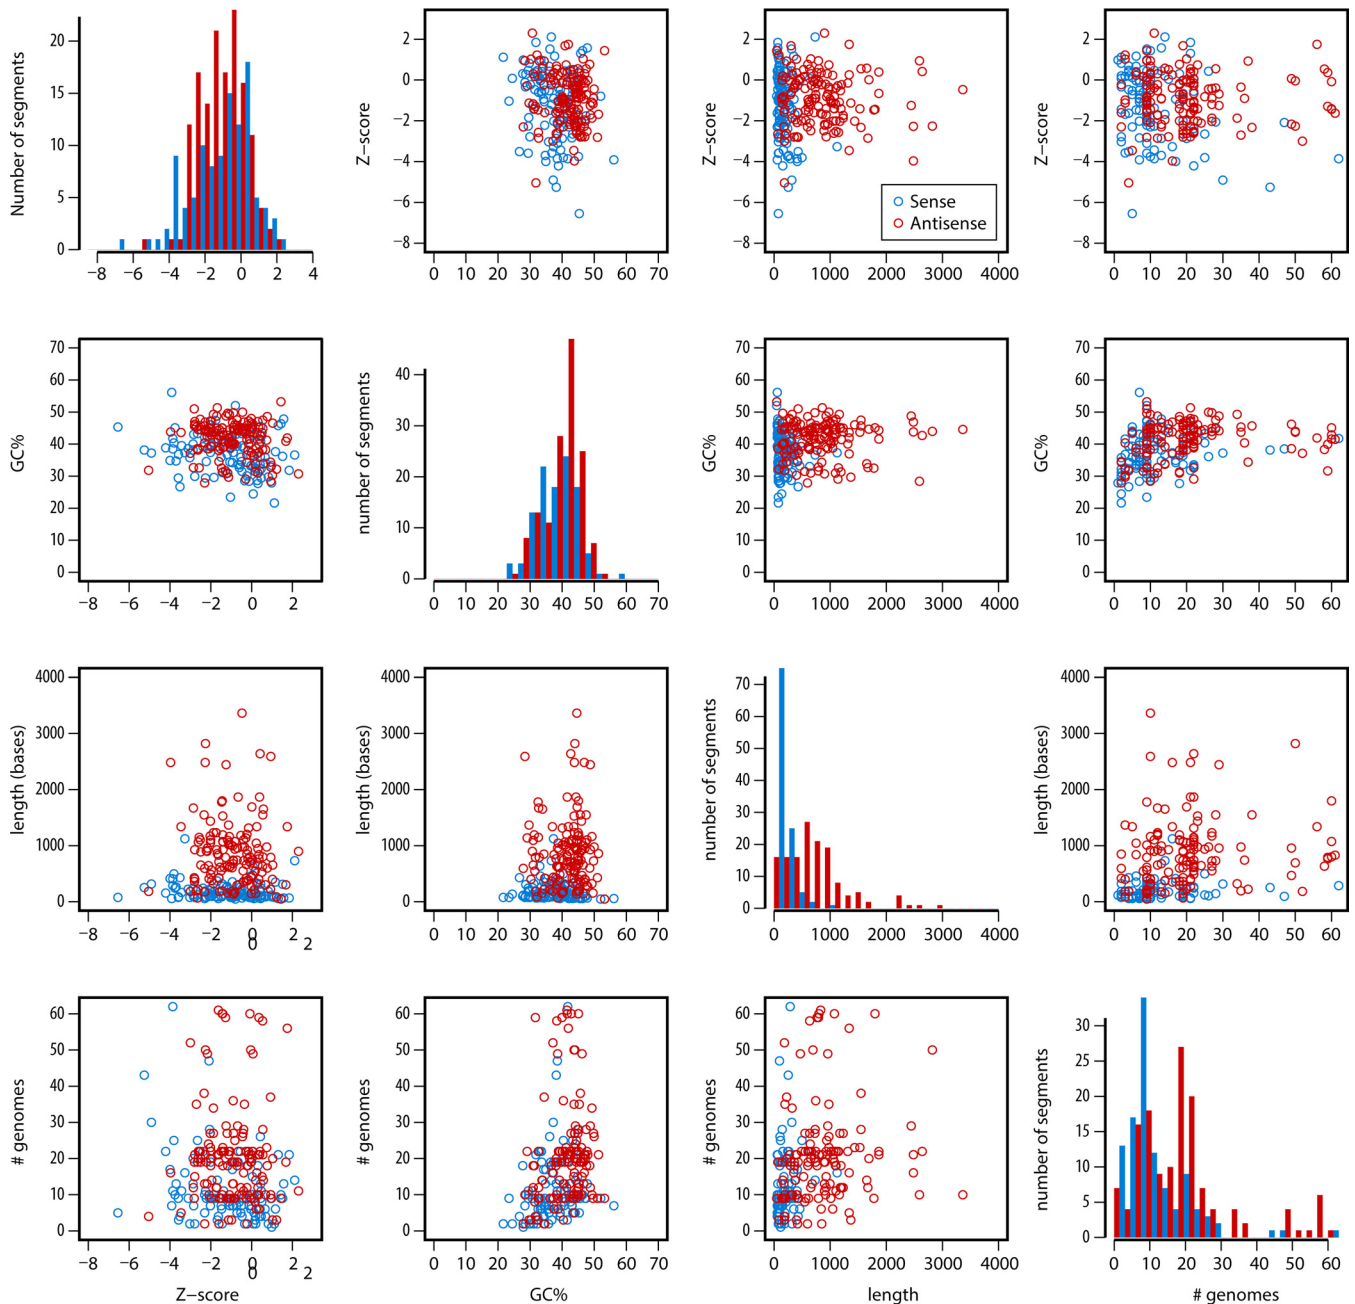 Number of segments
20
15
10
5
0
−8 −6 −4 −2 0 2 4
Z−score
2
0
−2
−4
−6
−8
0 10 20 30 40 50 60 70
Z−score
2
0
−2
−4
−6
−8
0 1000 2000 3000 4000
Sense
Antisense
Z−score
2
0
−2
−4
−6
−8
0 10 20 30 40 50 60
GC%
70
60
50
40
30
20
10
0
−8 −6 −4 −2 0 2
number of segments
40
30
20
10
0
0 10 20 30 40 50 60 70
GC%
70
60
50
40
30
20
10
0
0 1000 2000 3000 4000
GC%
70
60
50
40
30
20
10
0
0 10 20 30 40 50 60
length (bases)
4000
3000
2000
1000
0
−8 −6 −4 −2 0 2
0 2
length (bases)
4000
3000
2000
1000
0
0 10 20 30 40 50 60 70
number of segments
70
60
50
40
30
20
10
0
0 1000 2000 3000 4000
length (bases)
4000
3000
2000
1000
0
0 10 20 30 40 50 60
# genomes
60
50
40
30
20
10
0
−8 −6 −4 −2 0 2
0 2
Z−score
# genomes
60
50
40
30
20
10
0
0 10 20 30 40 50 60 70
GC%
# genomes
60
50
40
30
20
10
0
0 1000 2000 3000 4000
length
number of segments
30
25
20
15
10
5
0
0 10 20 30 40 50 60
# genomes